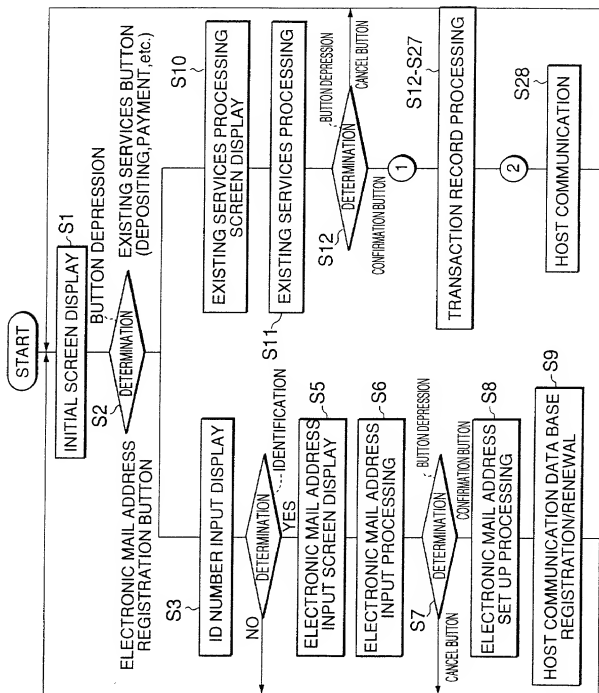 START
INITIAL SCREEN DISPLAY
S1
S2
DETERMINATION
BUTTON DEPRESSION
ELECTRONIC MAIL ADDRESS
REGISTRATION BUTTON
EXISTING SERVICES BUTTON
(DEPOSITING,PAYMENT,etc.)
S3
ID NUMBER INPUT DISPLAY
DETERMINATION
IDENTIFICATION
NO
YES
ELECTRONIC MAIL ADDRESS
INPUT SCREEN DISPLAY
S5
ELECTRONIC MAIL ADDRESS
INPUT PROCESSING
S6
S7
DETERMINATION
BUTTON DEPRESSION
CANCEL BUTTON
CONFIRMATION BUTTON
ELECTRONIC MAIL ADDRESS
SET UP PROCESSING
S8
HOST COMMUNICATION DATA BASE
REGISTRATION/RENEWAL
S9
EXISTING SERVICES PROCESSING
SCREEN DISPLAY
S10
EXISTING SERVICES PROCESSING
S11
S12
DETERMINATION
BUTTON DEPRESSION
CANCEL BUTTON
CONFIRMATION BUTTON
1
TRANSACTION RECORD PROCESSING
S12-S27
2
HOST COMMUNICATION
S28